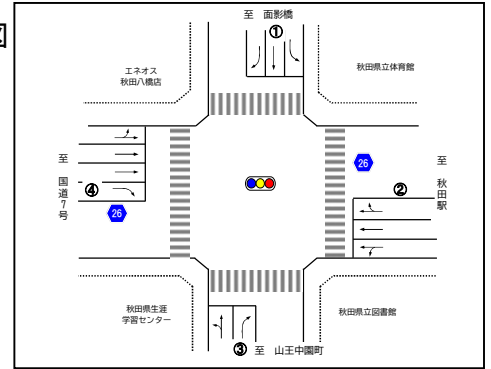 図
至 面影橋
①
エネオス
秋田八橋店
秋田県立体育館
至 国道7号
④
26
26
②
至 秋田駅
秋田県生涯
学習センター
秋田県立図書館
③ 至 山王中園町